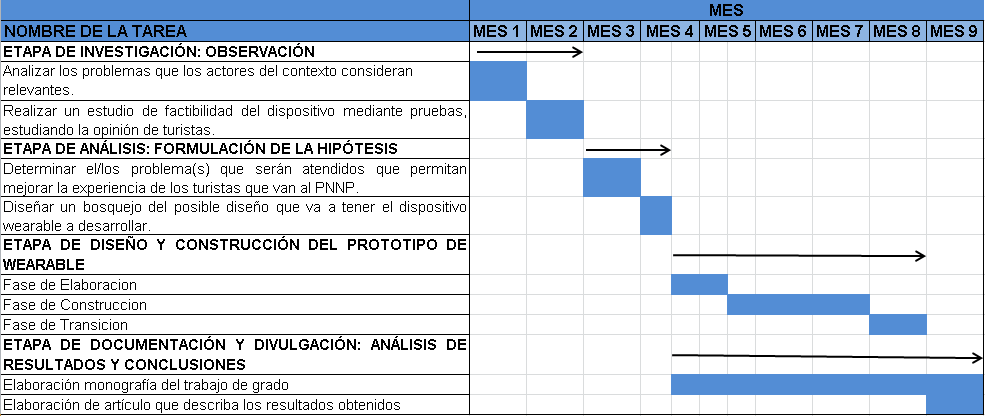 MES
NOMBRE DE LA TAREA MES 1 MES 2 MES 3 MES 4 MES 5 MES 6 MES 7 MES 8 MES 9
ETAPA DE INVESTIGACIÓN: OBSERVACIÓN
Analizar los problemas que los actores del contexto consideran
relevantes.
Realizar un estudio de factibilidad del dispositivo mediante pruebas,
estudiando la opinión de turistas.
ETAPA DE ANÁLISIS: FORMULACIÓN DE LA HIPÓTESIS
Determinar el/los problema(s) que serán atendidos que permitan
mejorar la experiencia de los turistas que van al PNNP.
Diseñar un bosquejo del posible diseño que va a tener el dispositivo
wearable a desarrollar.
ETAPA DE DISEÑO Y CONSTRUCCIÓN DEL PROTOTIPO DE
WEARABLE
Fase de Elaboracion
Fase de Construccion
Fase de Transicion
ETAPA DE DOCUMENTACIÓN Y DIVULGACIÓN: ANÁLISIS DE
RESULTADOS Y CONCLUSIONES
Elaboración monografía del trabajo de grado
Elaboración de artículo que describa los resultados obtenidos